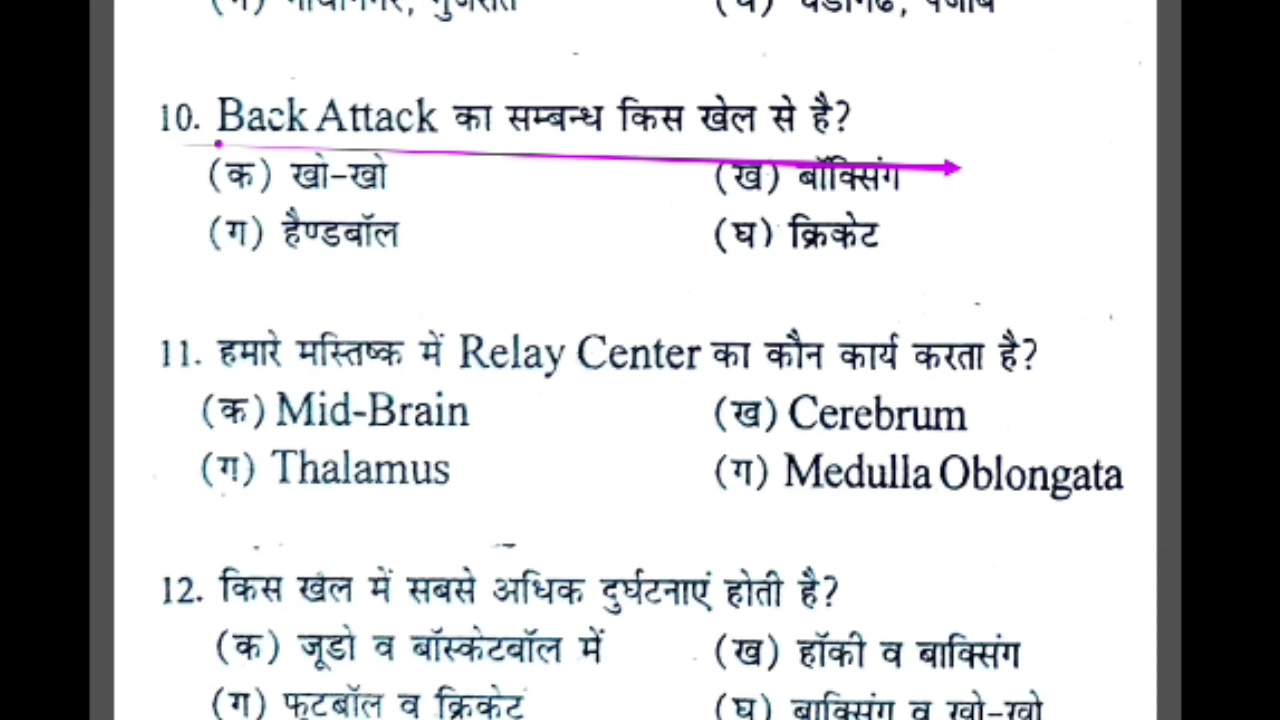 10. Back Attack का सम्बन्ध किस खेल से है?
(क) खो-खो (ख) बॉक्सिंग
(ग) हैण्डबॉल (घ) क्रिकेट
11. हमारे मस्तिष्क में Relay Center का कौन कार्य करता है?
(क) Mid-Brain (ख) Cerebrum
(ग) Thalamus (ग) Medulla Oblongata
12. किस खेल में सबसे अधिक दुर्घटनाएं होती है?
(क) जूडो व बॉस्केटबॉल में (ख) हॉकी व बाक्सिंग
(ग) फुटबॉल व क्रिकेट (घ) बाक्सिंग व खो-खो